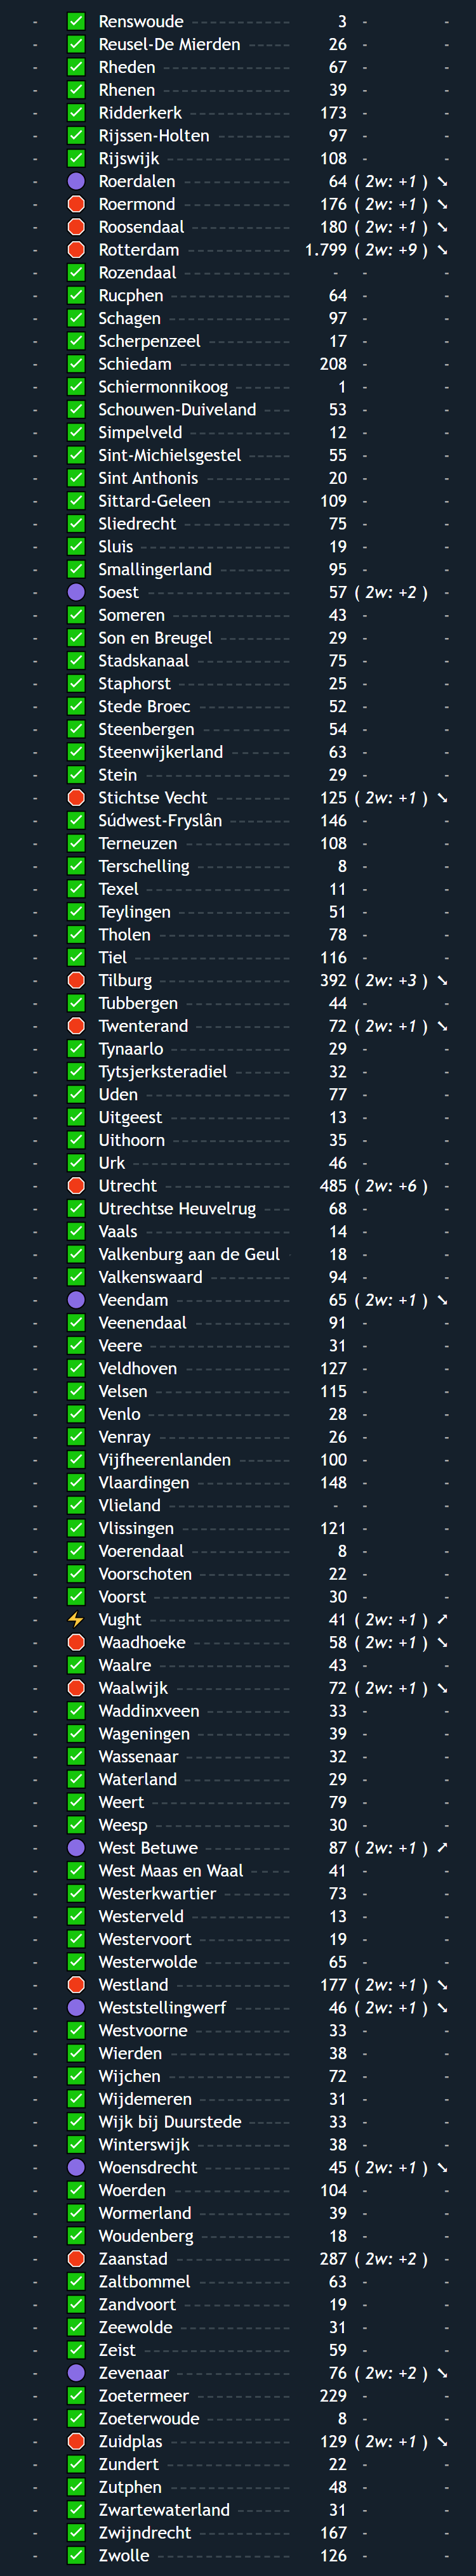 - ✅ Renswoude 3 - -
- ✅ Reusel-De Mierden 26 - -
- ✅ Rheden 67 - -
- ✅ Rhenen 39 - -
- ✅ Ridderkerk 173 - -
- ✅ Rijssen-Holten 97 - -
- ✅ Rijswijk 108 - -
- 🟣 Roerdalen 64 ( 2w: +1 ) ➘
- 🛑 Roermond 176 ( 2w: +1 ) ➘
- 🛑 Roosendaal 180 ( 2w: +1 ) ➘
- 🛑 Rotterdam 1.799 ( 2w: +9 ) ➘
- ✅ Rozendaal - - -
- ✅ Rucphen 64 - -
- ✅ Schagen 97 - -
- ✅ Scherpenzeel 17 - -
- ✅ Schiedam 208 - -
- ✅ Schiermonnikoog 1 - -
- ✅ Schouwen-Duiveland 53 - -
- ✅ Simpelveld 12 - -
- ✅ Sint-Michielsgestel 55 - -
- ✅ Sint Anthonis 20 - -
- ✅ Sittard-Geleen 109 - -
- ✅ Sliedrecht 75 - -
- ✅ Sluis 19 - -
- ✅ Smallingerland 95 - -
- 🟣 Soest 57 ( 2w: +2 ) -
- ✅ Someren 43 - -
- ✅ Son en Breugel 29 - -
- ✅ Stadskanaal 75 - -
- ✅ Staphorst 25 - -
- ✅ Stede Broec 52 - -
- ✅ Steenbergen 54 - -
- ✅ Steenwijkerland 63 - -
- ✅ Stein 29 - -
- 🛑 Stichtse Vecht 125 ( 2w: +1 ) ➘
- ✅ Súdwest-Fryslân 146 - -
- ✅ Terneuzen 108 - -
- ✅ Terschelling 8 - -
- ✅ Texel 11 - -
- ✅ Teylingen 51 - -
- ✅ Tholen 78 - -
- ✅ Tiel 116 - -
- 🛑 Tilburg 392 ( 2w: +3 ) ➘
- ✅ Tubbergen 44 - -
- 🛑 Twenterand 72 ( 2w: +1 ) ➘
- ✅ Tynaarlo 29 - -
- ✅ Tytsjerksteradiel 32 - -
- ✅ Uden 77 - -
- ✅ Uitgeest 13 - -
- ✅ Uithoorn 35 - -
- ✅ Urk 46 - -
- 🛑 Utrecht 485 ( 2w: +6 ) -
- ✅ Utrechtse Heuvelrug 68 - -
- ✅ Vaals 14 - -
- ✅ Valkenburg aan de Geul 18 - -
- ✅ Valkenswaard 94 - -
- 🟣 Veendam 65 ( 2w: +1 ) ➘
- ✅ Veenendaal 91 - -
- ✅ Veere 31 - -
- ✅ Veldhoven 127 - -
- ✅ Velsen 115 - -
- ✅ Venlo 28 - -
- ✅ Venray 26 - -
- ✅ Vijfheerenlanden 100 - -
- ✅ Vlaardingen 148 - -
- ✅ Vlieland - - -
- ✅ Vlissingen 121 - -
- ✅ Voerendaal 8 - -
- ✅ Voorschoten 22 - -
- ✅ Voorst 30 - -
- ⚡ Vught 41 ( 2w: +1 ) ➚
- 🛑 Waadhoeke 58 ( 2w: +1 ) ➘
- ✅ Waalre 43 - -
- 🛑 Waalwijk 72 ( 2w: +1 ) ➘
- ✅ Waddinxveen 33 - -
- ✅ Wageningen 39 - -
- ✅ Wassenaar 32 - -
- ✅ Waterland 29 - -
- ✅ Weert 79 - -
- ✅ Weesp 30 - -
- 🟣 West Betuwe 87 ( 2w: +1 ) ➚
- ✅ West Maas en Waal 41 - -
- ✅ Westerkwartier 73 - -
- ✅ Westerveld 13 - -
- ✅ Westervoort 19 - -
- ✅ Westerwolde 65 - -
- 🛑 Westland 177 ( 2w: +1 ) ➘
- 🟣 Weststellingwerf 46 ( 2w: +1 ) ➘
- ✅ Westvoorne 33 - -
- ✅ Wierden 38 - -
- ✅ Wijchen 72 - -
- ✅ Wijdemeren 31 - -
- ✅ Wijk bij Duurstede 33 - -
- ✅ Winterswijk 38 - -
- 🟣 Woensdrecht 45 ( 2w: +1 ) ➘
- ✅ Woerden 104 - -
- ✅ Wormerland 39 - -
- ✅ Woudenberg 18 - -
- 🛑 Zaanstad 287 ( 2w: +2 ) -
- ✅ Zaltbommel 63 - -
- ✅ Zandvoort 19 - -
- ✅ Zeewolde 31 - -
- ✅ Zeist 59 - -
- 🟣 Zevenaar 76 ( 2w: +2 ) ➘
- ✅ Zoetermeer 229 - -
- ✅ Zoeterwoude 8 - -
- 🛑 Zuidplas 129 ( 2w: +1 ) ➘
- ✅ Zundert 22 - -
- ✅ Zutphen 48 - -
- ✅ Zwartewaterland 31 - -
- ✅ Zwijndrecht 167 - -
- ✅ Zwolle 126 - -